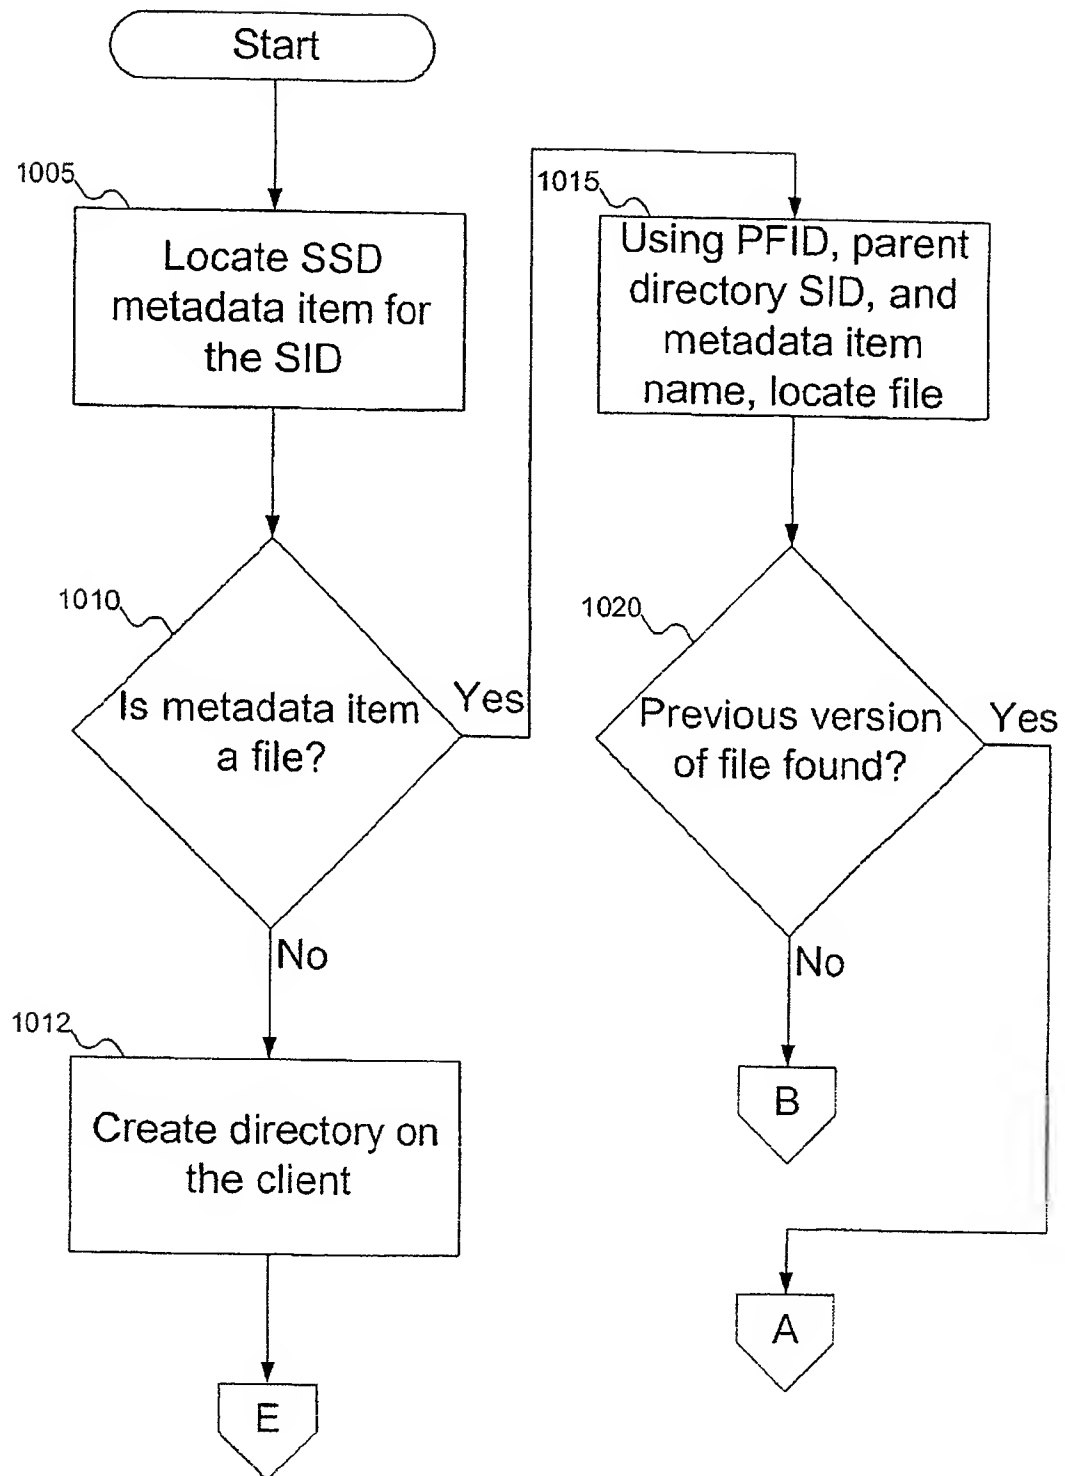 Start
1005
Locate SSD
metadata item for
the SID
1010
Is metadata item
a file?
Yes
No
1012
Create directory on
the client
E
1015
Using PFID, parent
directory SID, and
metadata item
name, locate file
1020
Previous version
of file found?
Yes
No
B
A